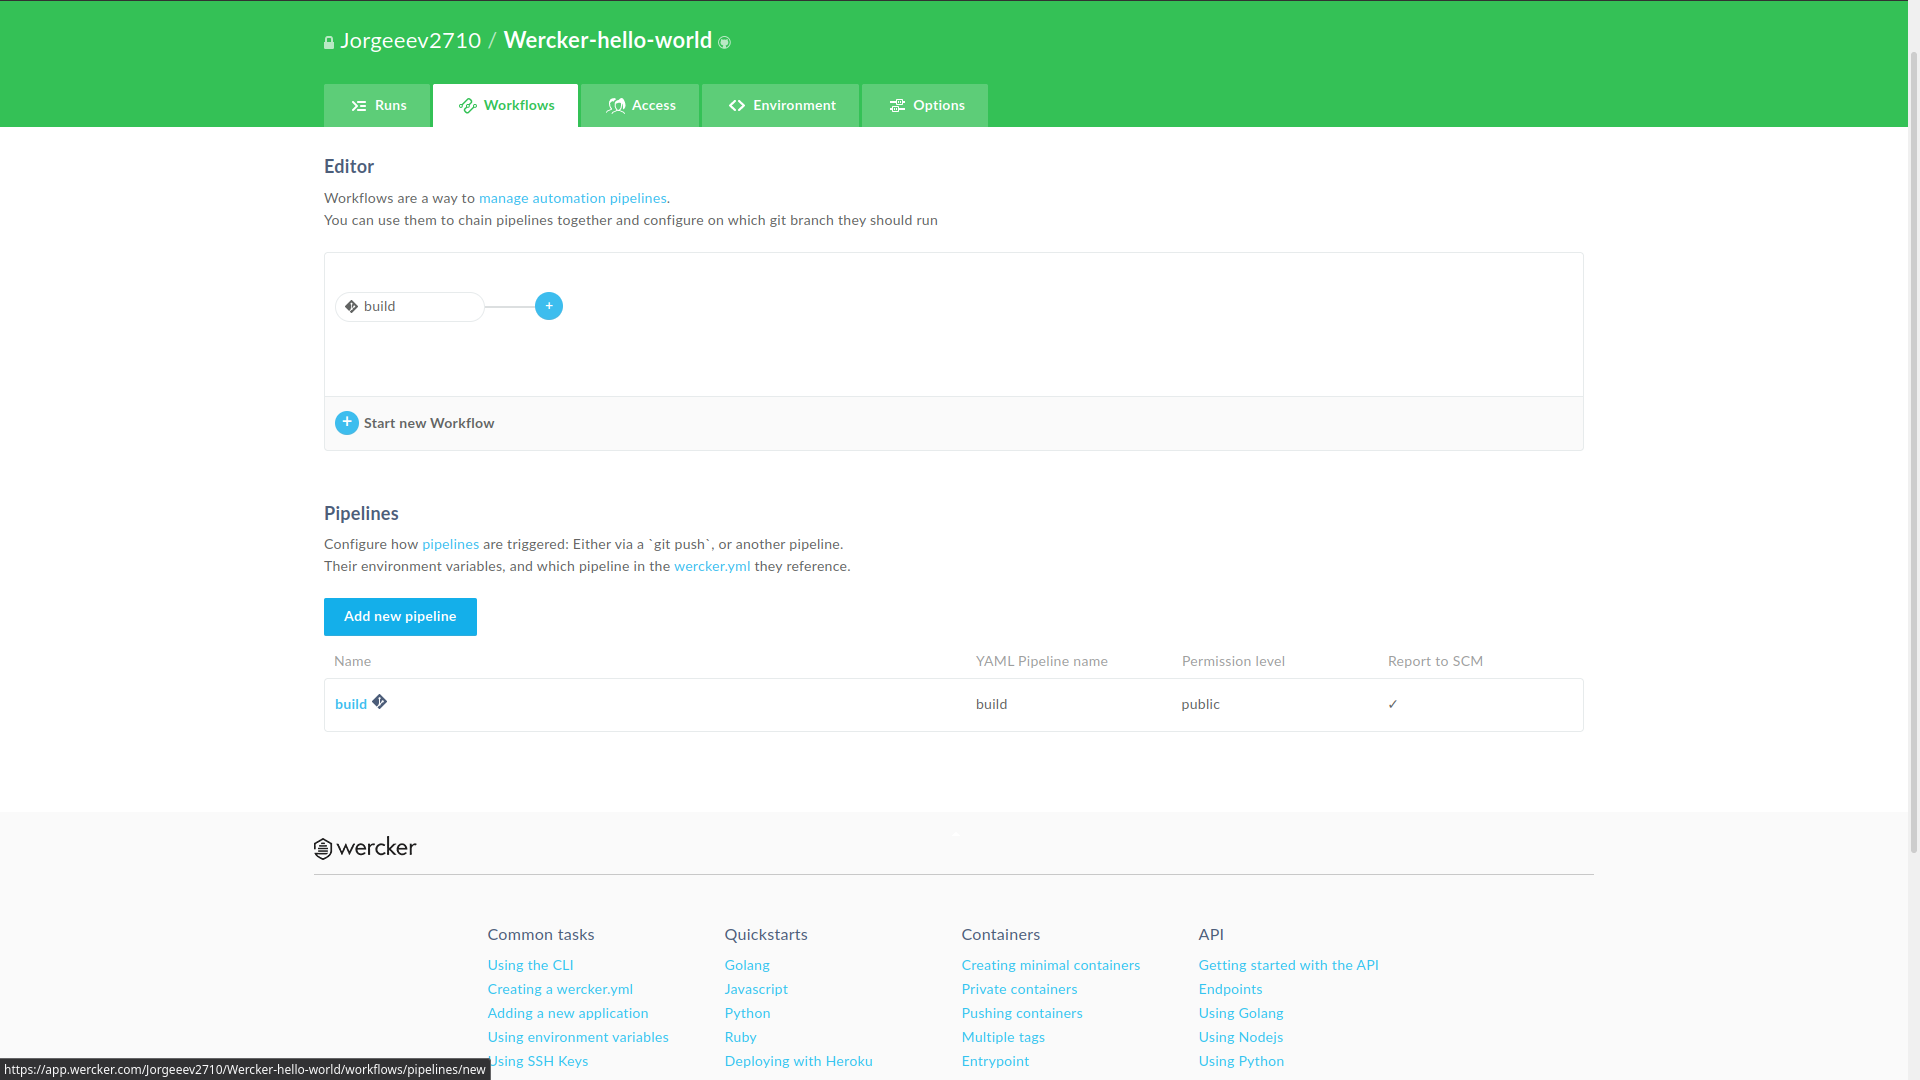 Jorgeeev2710 / Wercker-hello-world
Runs
Workflows
Access
Environment
Options
Editor
Workflows are a way to manage automation pipelines.
You can use them to chain pipelines together and configure on which git branch they should run
build
+
+ Start new Workflow
Pipelines
Configure how pipelines are triggered: Either via a `git push`, or another pipeline.
Their environment variables, and which pipeline in the wercker.yml they reference.
Add new pipeline
Name YAML Pipeline name Permission level Report to SCM
build build public ✓
wercker
Common tasks
Using the CLI
Creating a wercker.yml
Adding a new application
Using environment variables
Using SSH Keys
Quickstarts
Golang
Javascript
Python
Ruby
Deploying with Heroku
Containers
Creating minimal containers
Private containers
Pushing containers
Multiple tags
Entrypoint
API
Getting started with the API
Endpoints
Using Golang
Using Nodejs
Using Python
https://app.wercker.com/Jorgeeev2710/Wercker-hello-world/workflows/pipelines/new